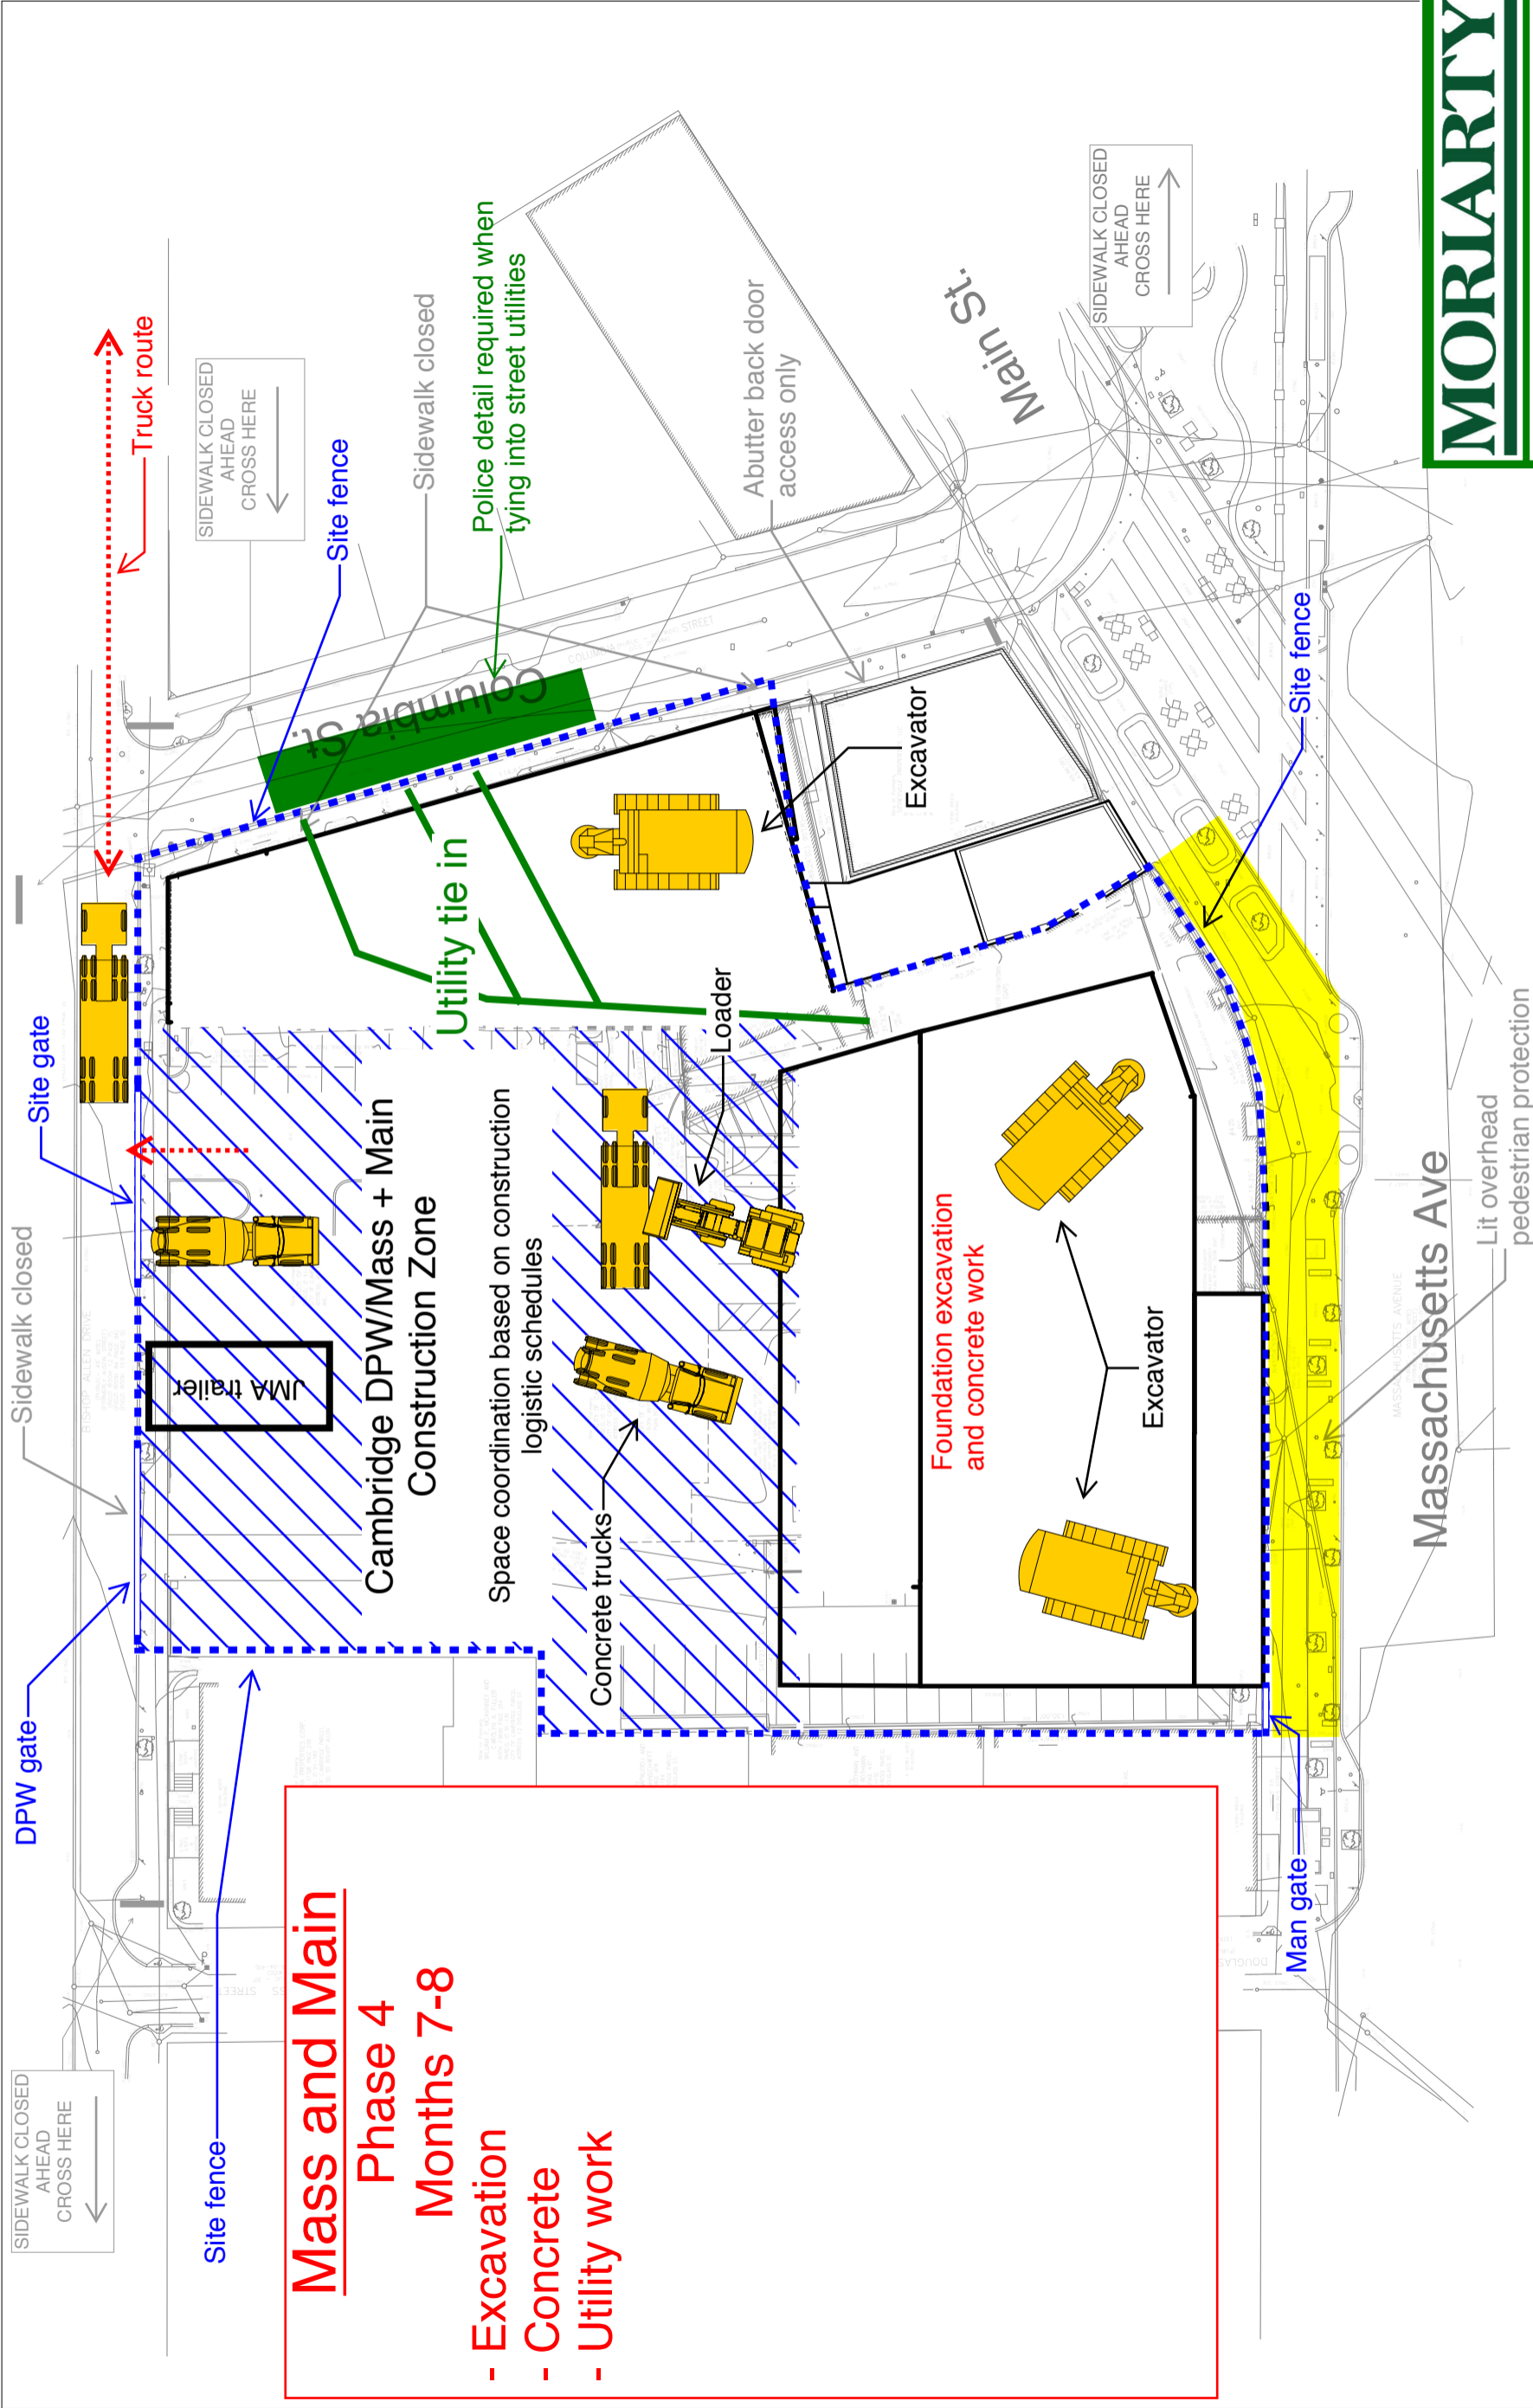 SIDEWALK CLOSED
AHEAD
CROSS HERE
DPW gate
Sidewalk closed
Site gate
Truck route
SIDEWALK CLOSED
AHEAD
CROSS HERE
Site fence
Site fence
Sidewalk closed
Police detail required when
tying into street utilities
Columbia St.
Mass and Main
Phase 4
Months 7-8
- Excavation
- Concrete
- Utility work
JMA trailer
Cambridge DPW/Mass + Main
Construction Zone
Space coordination based on construction
logistic schedules
Utility tie in
Concrete trucks
Loader
Abutter back door
access only
Excavator
Main St.
SIDEWALK CLOSED
AHEAD
CROSS HERE
Foundation excavation
and concrete work
Excavator
Site fence
Man gate
Massachusetts Ave
Lit overhead
pedestrian protection
BISHOP ALLEN DRIVE
MASSACHUSETTS AVENUE
MORIARTY